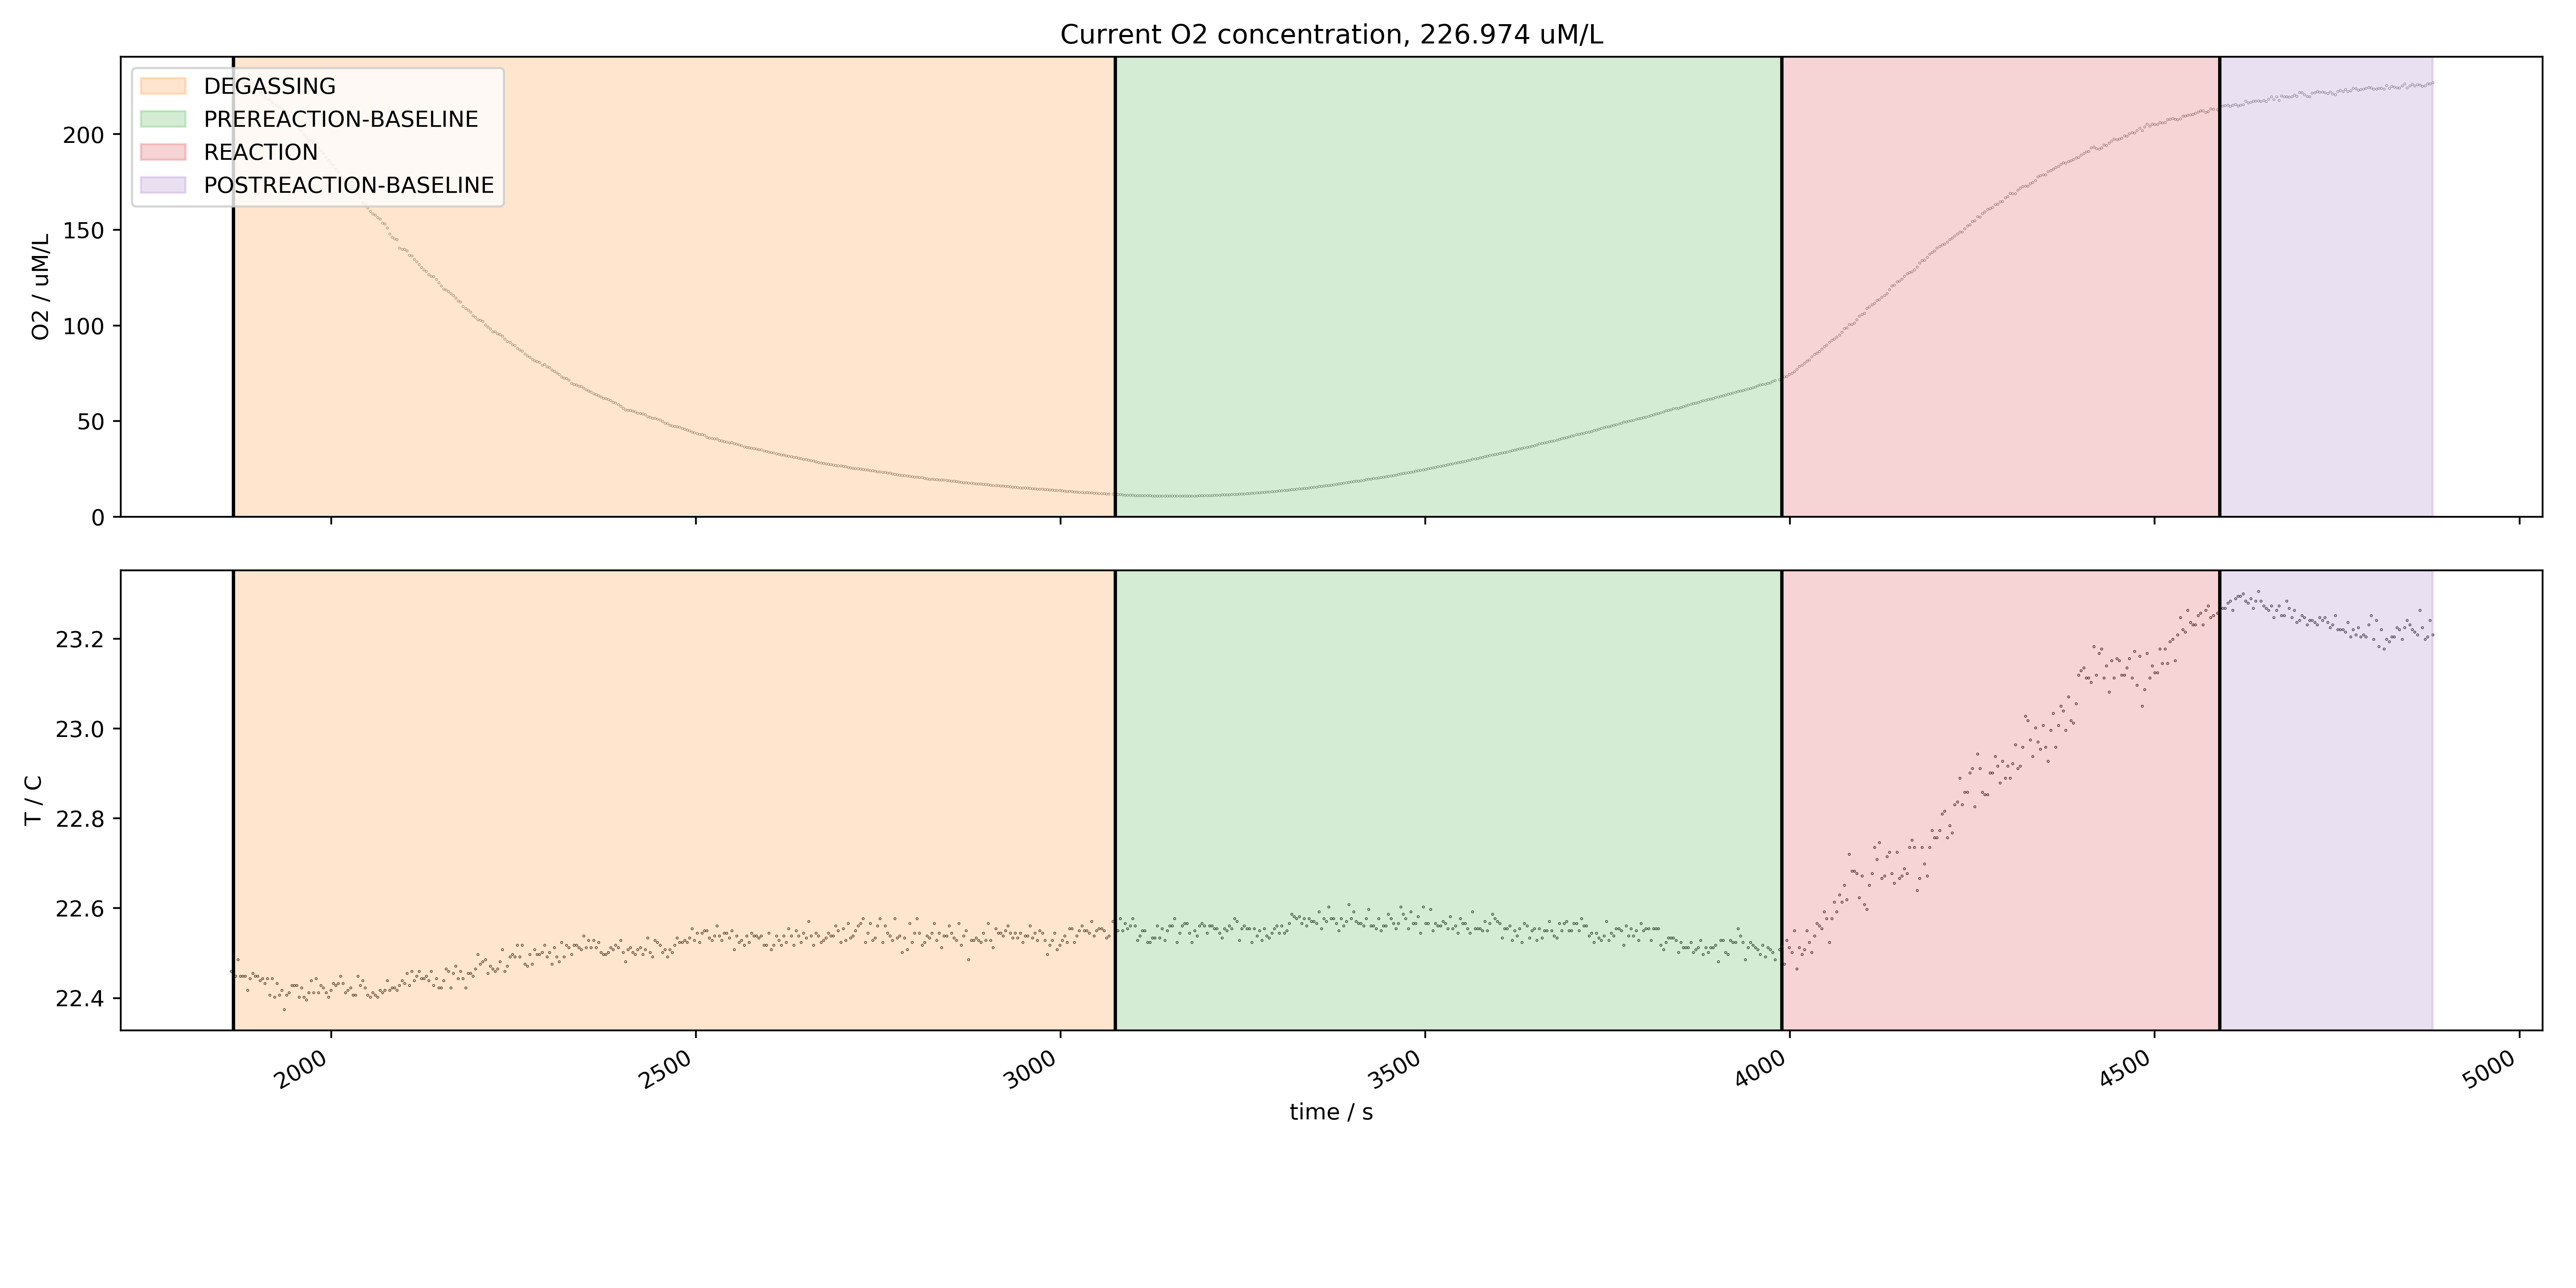 Current O2 concentration, 226.974 uM/L
DEGASSING
PREREACTION-BASELINE
REACTION
POSTREACTION-BASELINE
200
150
100
50
0
O2 / uM/L
23.2
23.0
22.8
22.6
22.4
T / C
2000
2500
3000
3500
4000
4500
5000
time / s